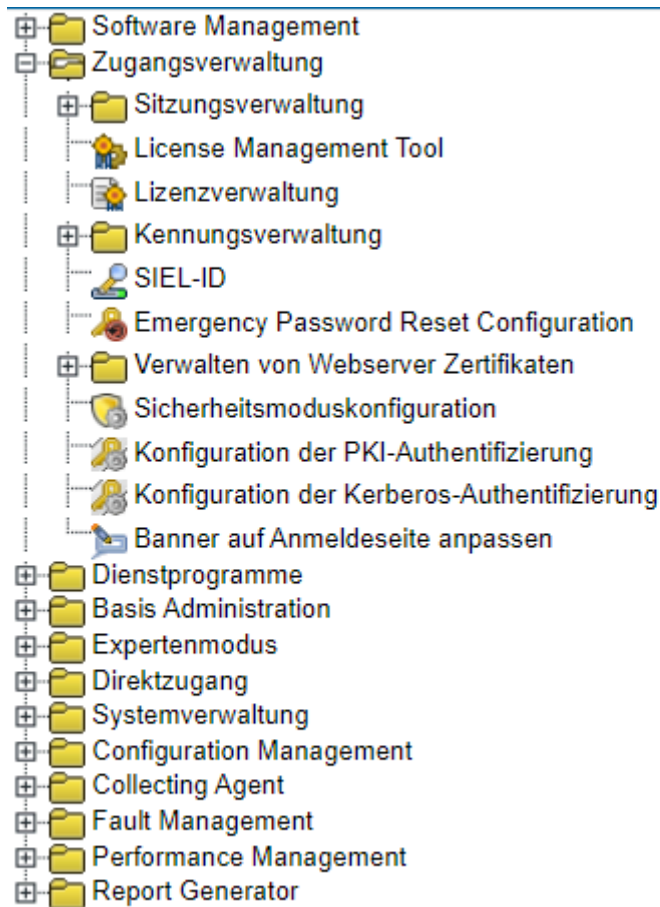 Software Management
Zugangsverwaltung
Sitzungsverwaltung
License Management Tool
Lizenzverwaltung
Kennungsverwaltung
SIEL-ID
Emergency Password Reset Configuration
Verwalten von Webserver Zertifikaten
Sicherheitsmoduskonfiguration
Konfiguration der PKI-Authentifizierung
Konfiguration der Kerberos-Authentifizierung
Banner auf Anmeldeseite anpassen
Dienstprogramme
Basis Administration
Expertenmodus
Direktzugang
Systemverwaltung
Configuration Management
Collecting Agent
Fault Management
Performance Management
Report Generator